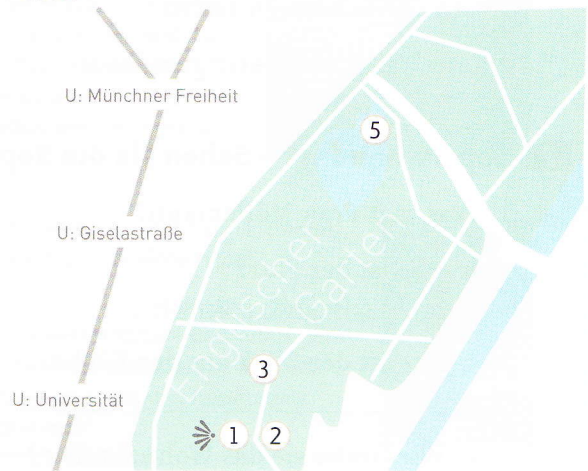 U: Münchner Freiheit
5
U: Giselastraße
Englischer
Garten
3
U: Universität
1
2